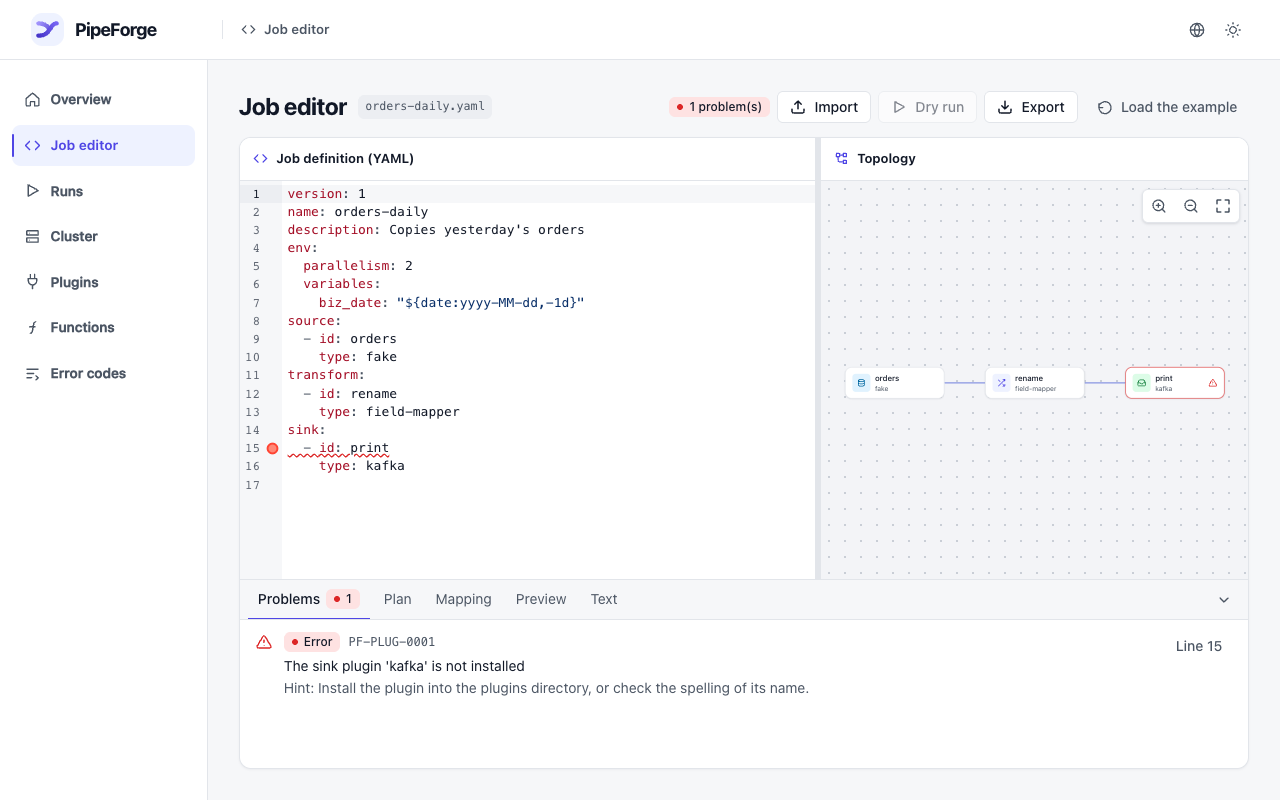 PipeForge
Job editor
Overview
Job editor
Runs
Cluster
Plugins
Functions
Error codes
Job editor
orders-daily.yaml
1 problem(s)
Import
Dry run
Export
Load the example
Job definition (YAML)
1 version: 1
2 name: orders-daily
3 description: Copies yesterday's orders
4 env:
5   parallelism: 2
6   variables:
7     biz_date: "${date:yyyy-MM-dd,-1d}"
8 source:
9   - id: orders
10     type: fake
11 transform:
12   - id: rename
13     type: field-mapper
14 sink:
15   - id: print
16     type: kafka
17
Topology
orders
fake
rename
field-mapper
print
kafka
Problems 1
Plan
Mapping
Preview
Text
Error PF-PLUG-0001
Line 15
The sink plugin 'kafka' is not installed
Hint: Install the plugin into the plugins directory, or check the spelling of its name.